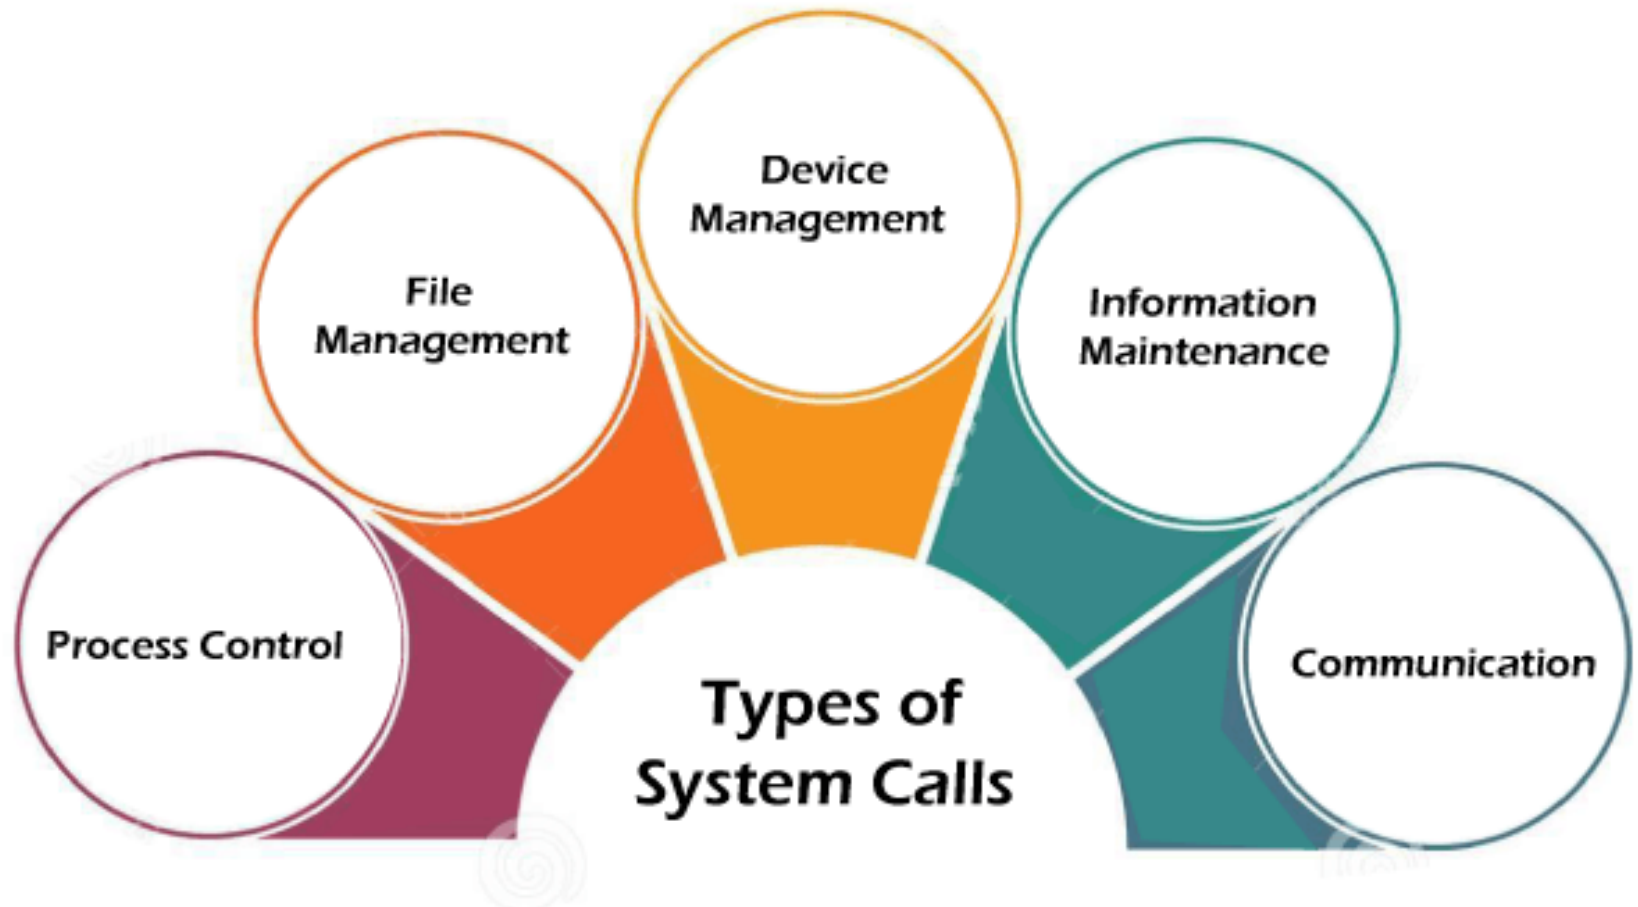 Device
Management
File
Management
Information
Maintenance
Process Control
Communication
Types of
System Calls